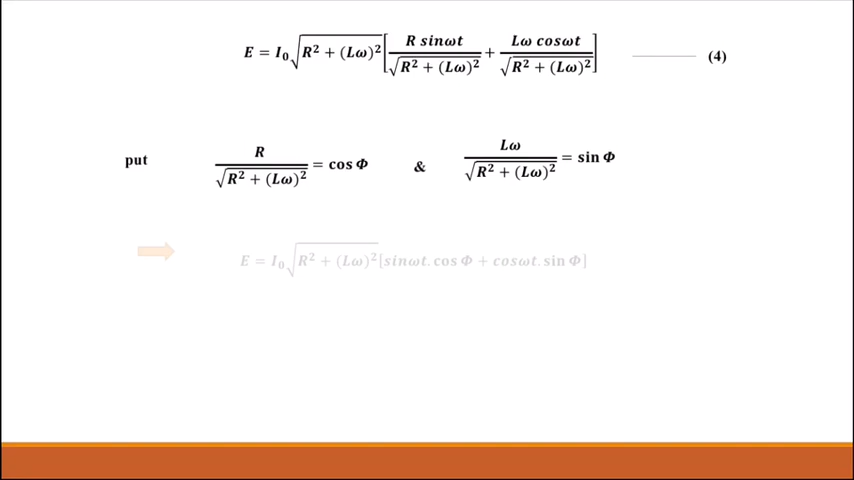 E = I₀√(R² + (Lω)²) [R sinωt / √(R² + (Lω)²) + Lω cosωt / √(R² + (Lω)²)] (4)
put R / √(R² + (Lω)²) = cos Φ & Lω / √(R² + (Lω)²) = sin Φ
E = I₀√(R² + (Lω)²) [sinωt. cos Φ + cosωt. sin Φ]